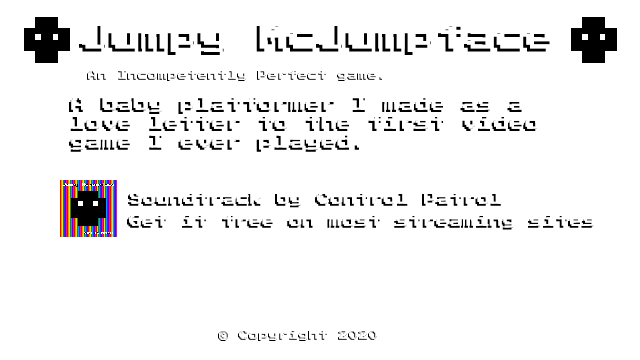 Jumpy McJumpface
An Incompetently Perfect game.
A baby platformer I made as a
love letter to the first video
game I ever played.
Soundtrack by Control Patrol
Get it free on most streaming sites
© Copyright 2020